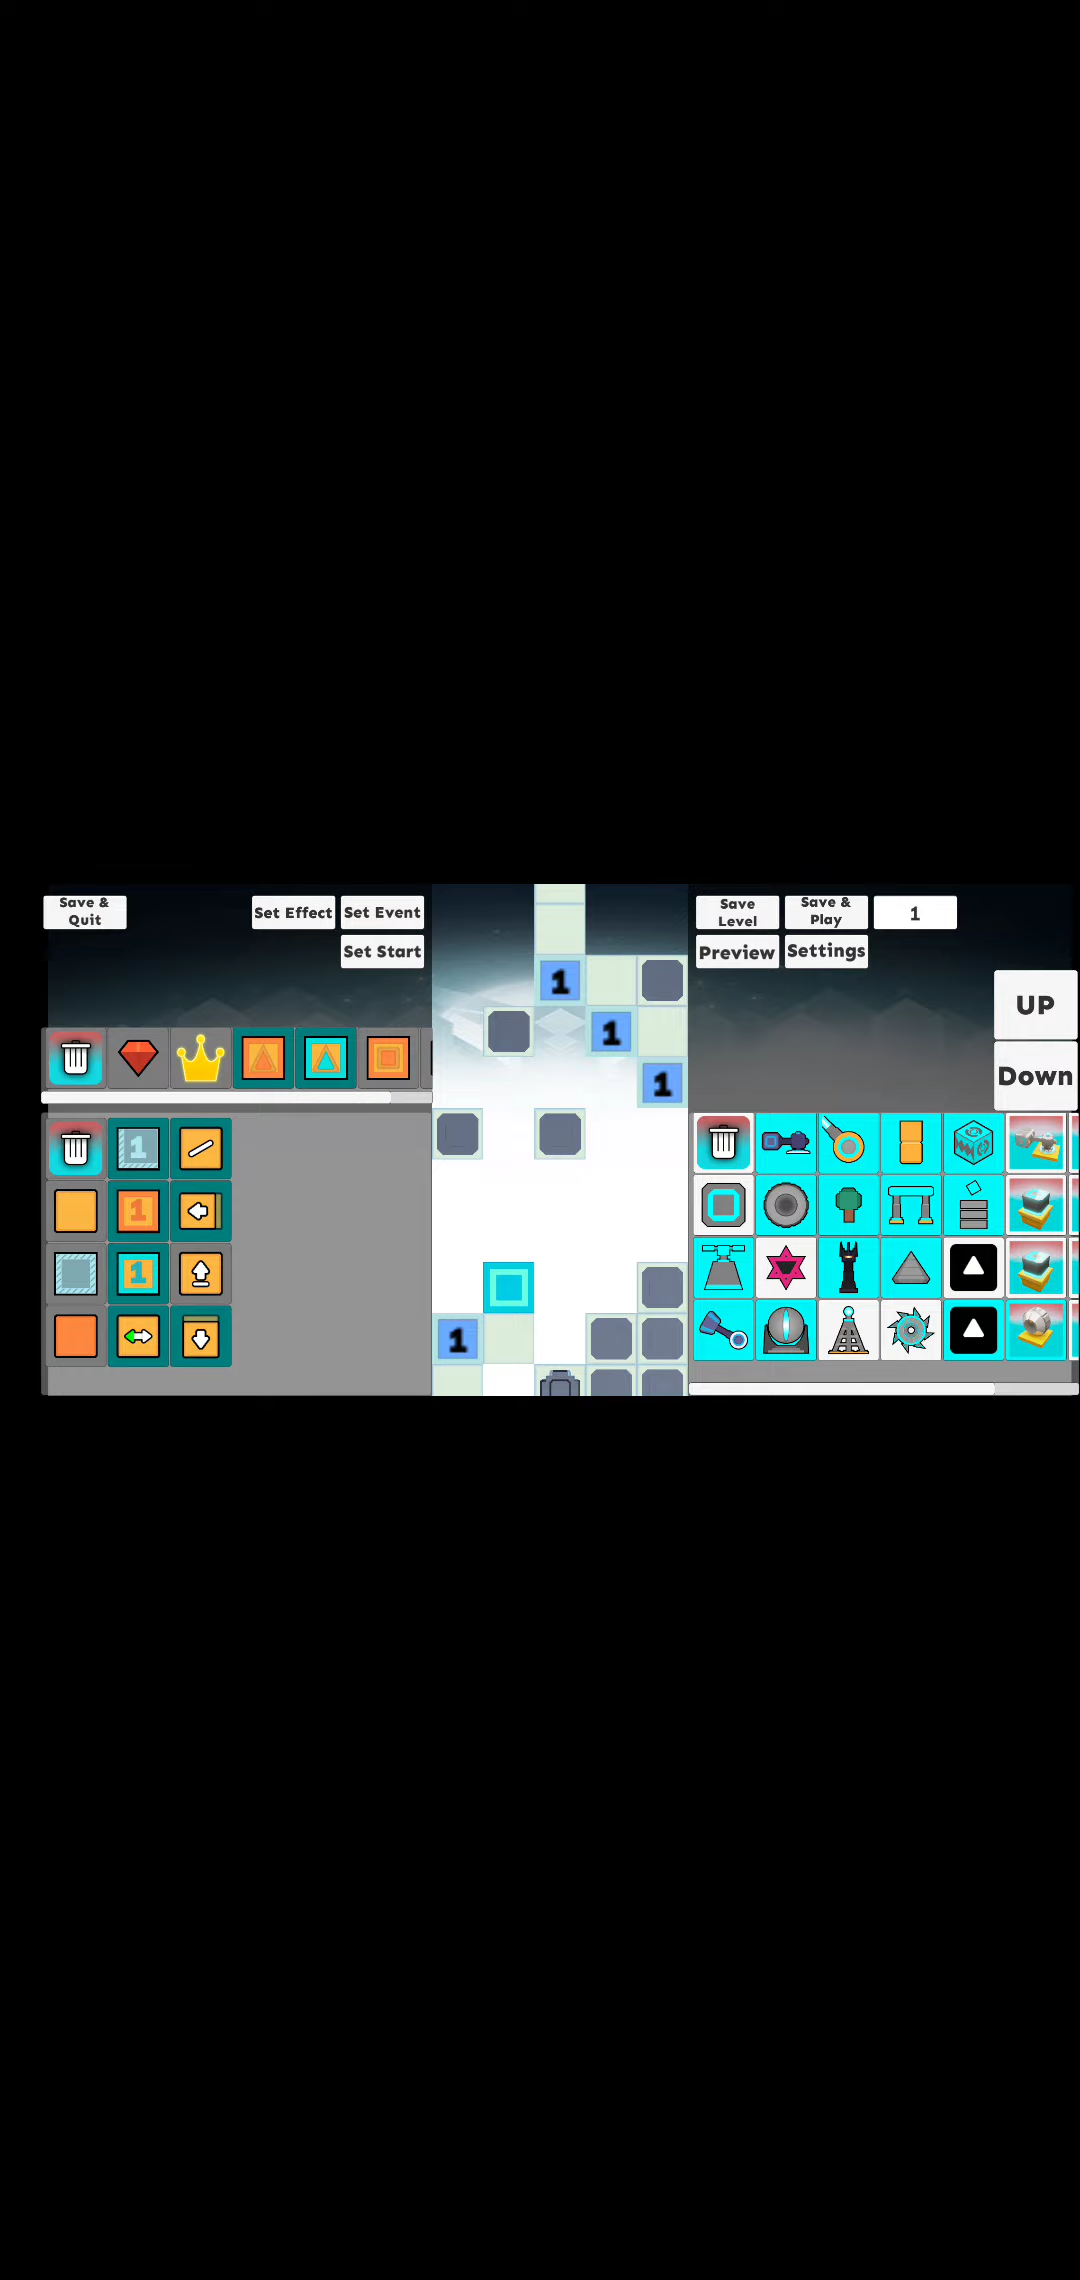 Save &
Quit
Set Effect
Set Event
Set Start
Save
Level
Save &
Play
1
Preview
Settings
UP
Down
1
1
1
1
1
1
1